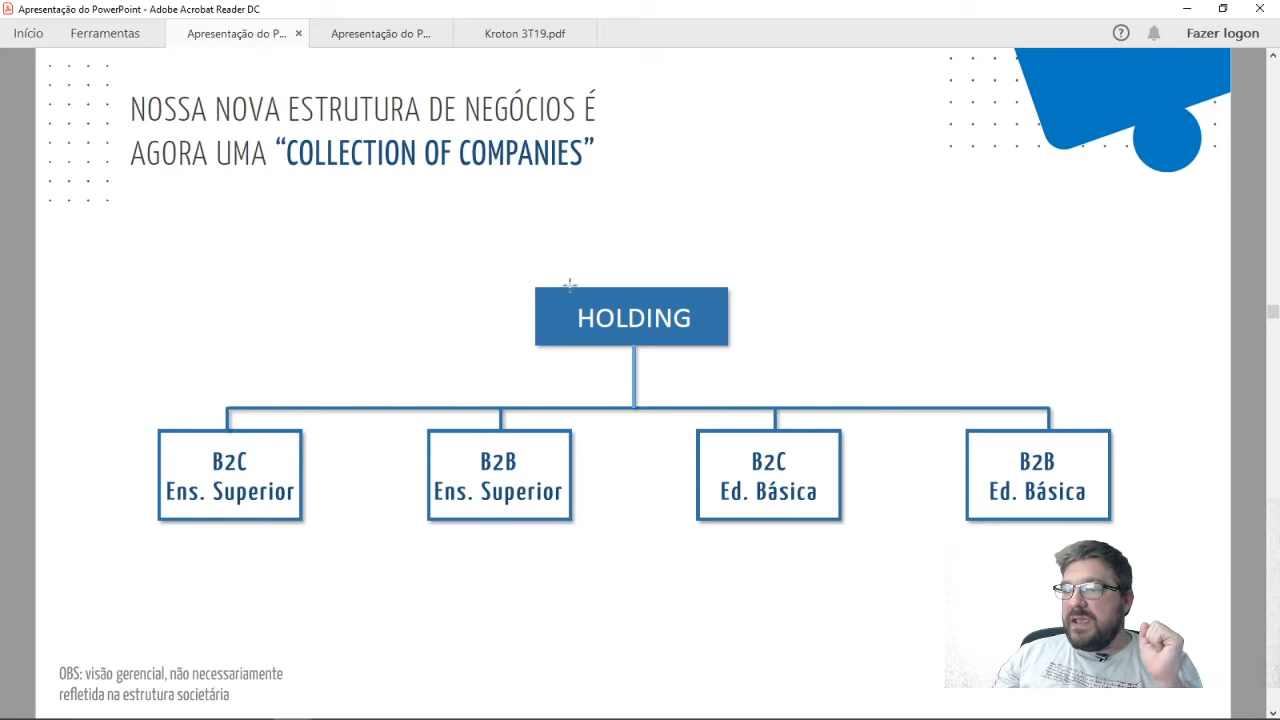 Apresentação do PowerPoint - Adobe Acrobat Reader DC
Início
Ferramentas
Apresentação do P...
Apresentação do P...
Kroton 3T19.pdf
Fazer logon
NOSSA NOVA ESTRUTURA DE NEGÓCIOS É
AGORA UMA “COLLECTION OF COMPANIES”
HOLDING
B2C
Ens. Superior
B2B
Ens. Superior
B2C
Ed. Básica
B2B
Ed. Básica
OBS: visão gerencial, não necessariamente
refletida na estrutura societária